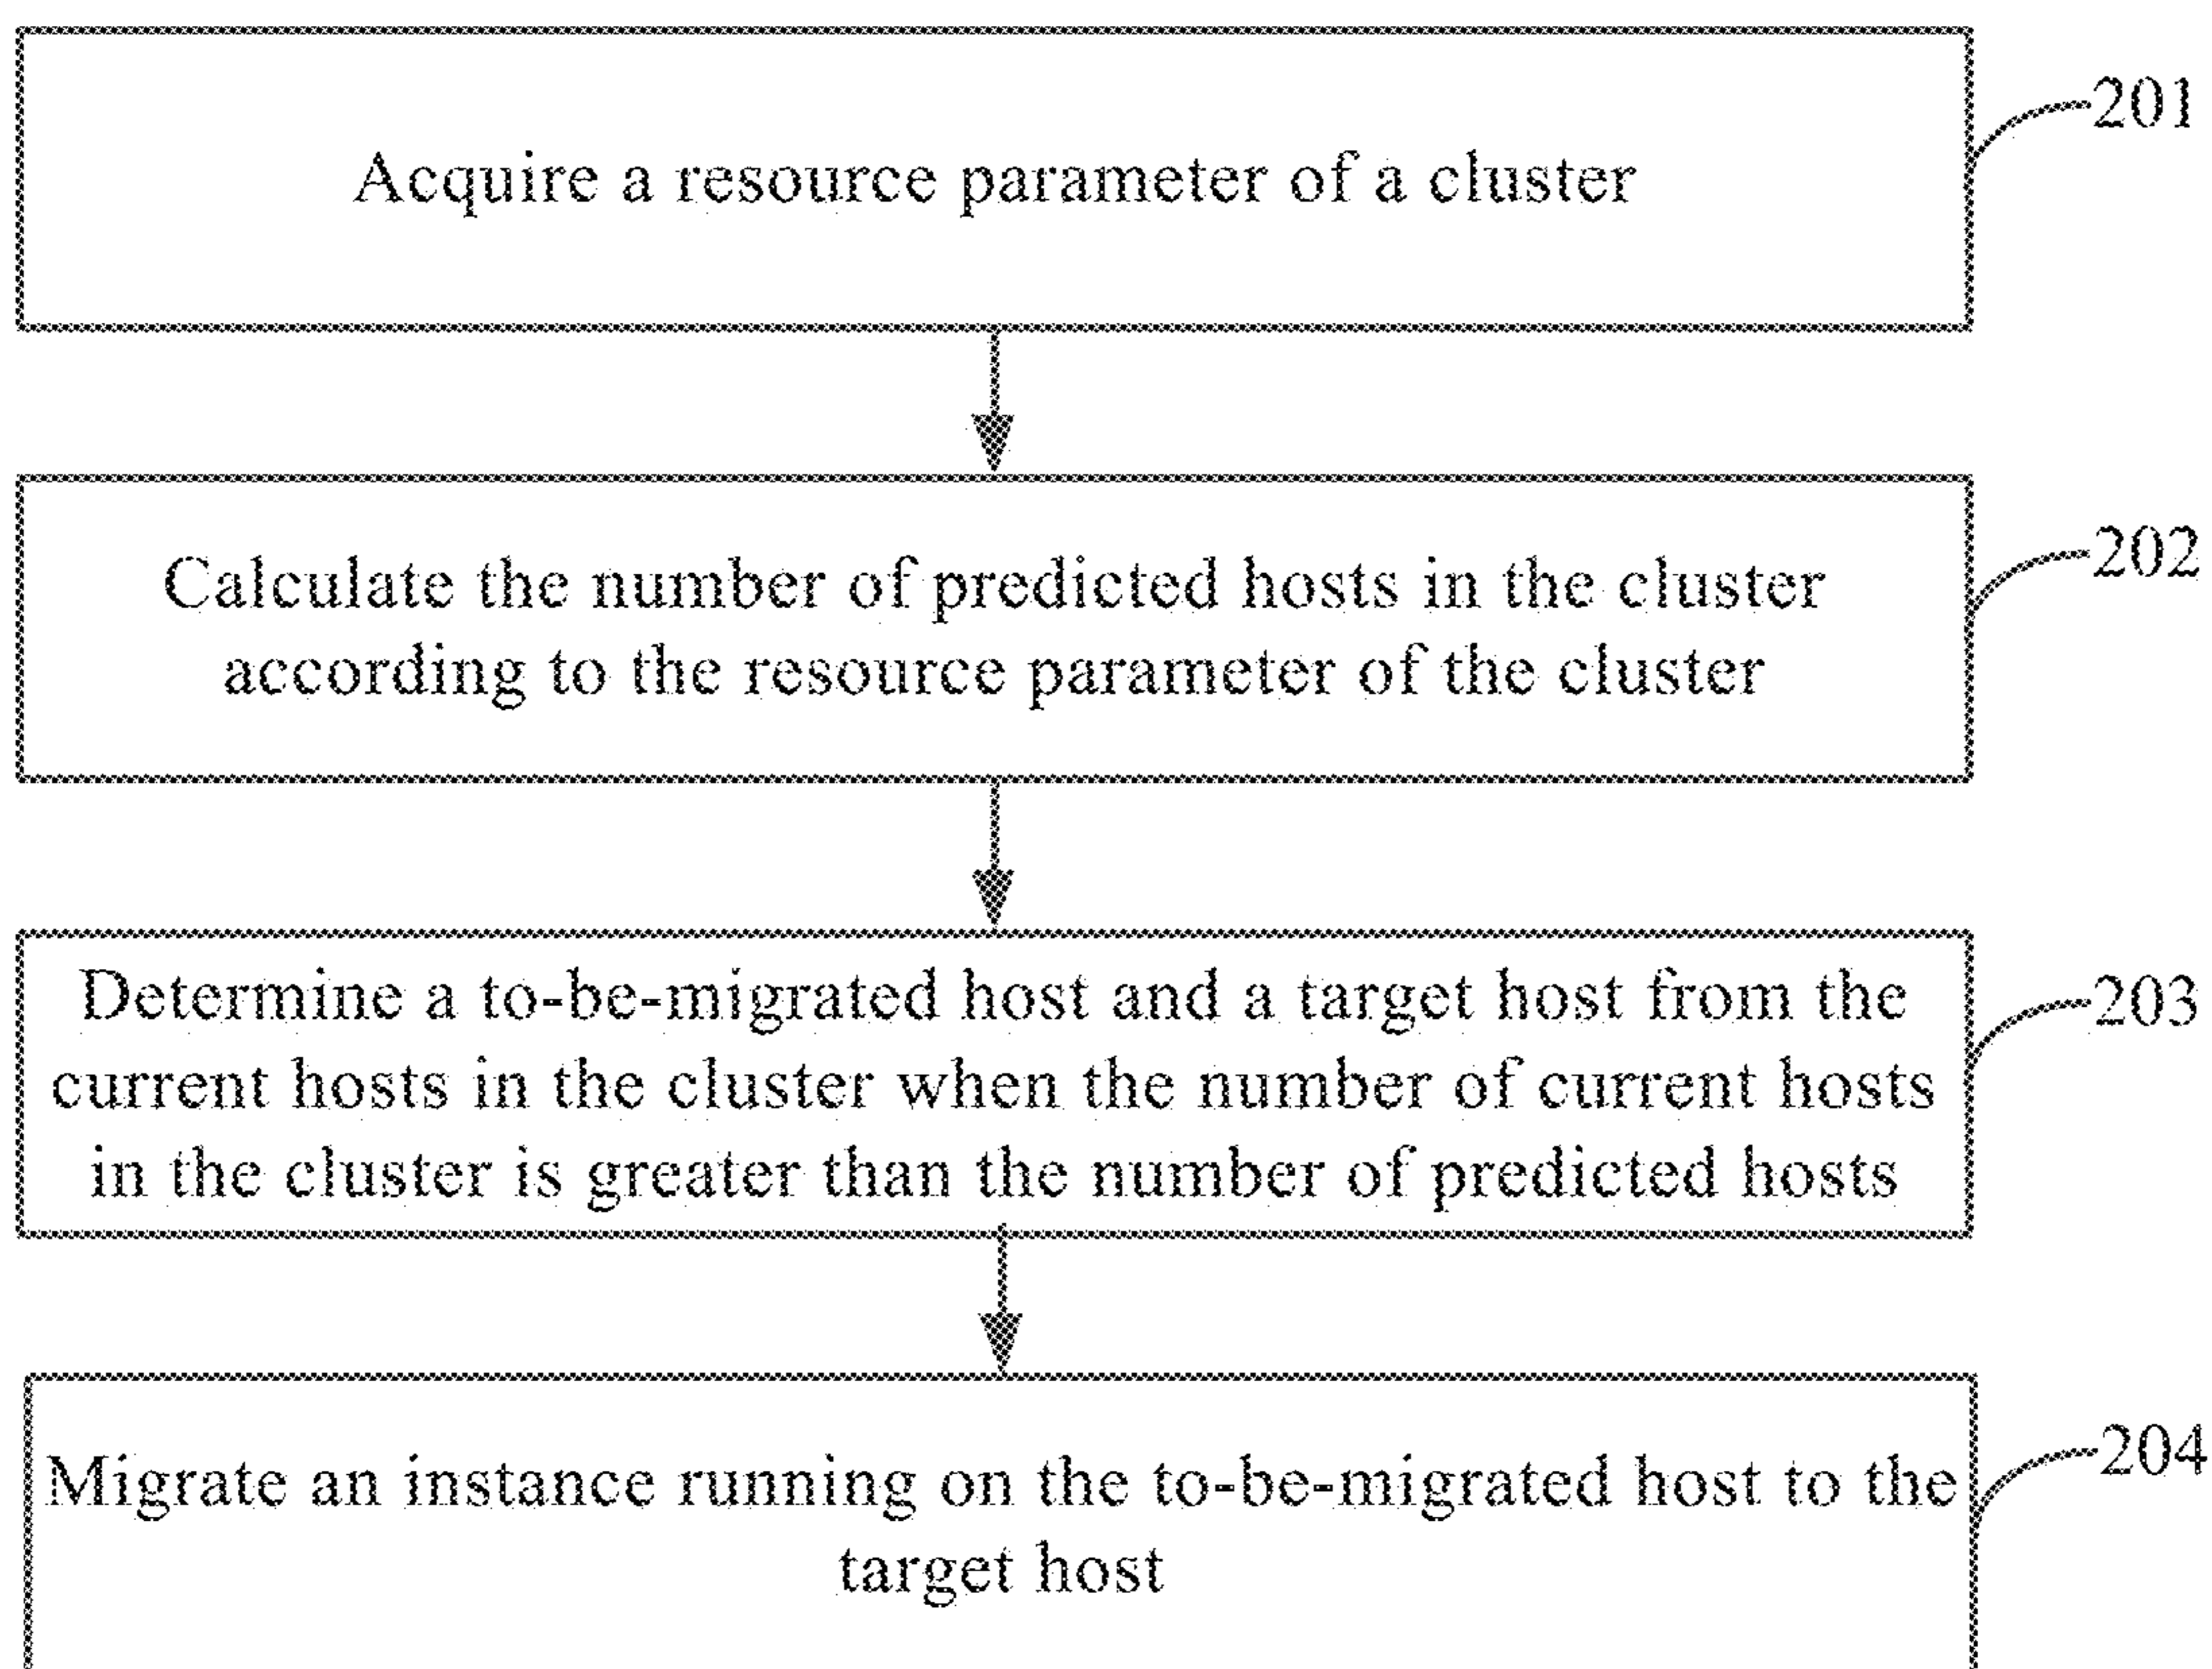 Acquire a resource parameter of a cluster
201
Calculate the number of predicted hosts in the cluster
according to the resource parameter of the cluster
202
Determine a to-be-migrated host and a target host from the
current hosts in the cluster when the number of current hosts
in the cluster is greater than the number of predicted hosts
203
Migrate an instance running on the to-be-migrated host to the
target host
204